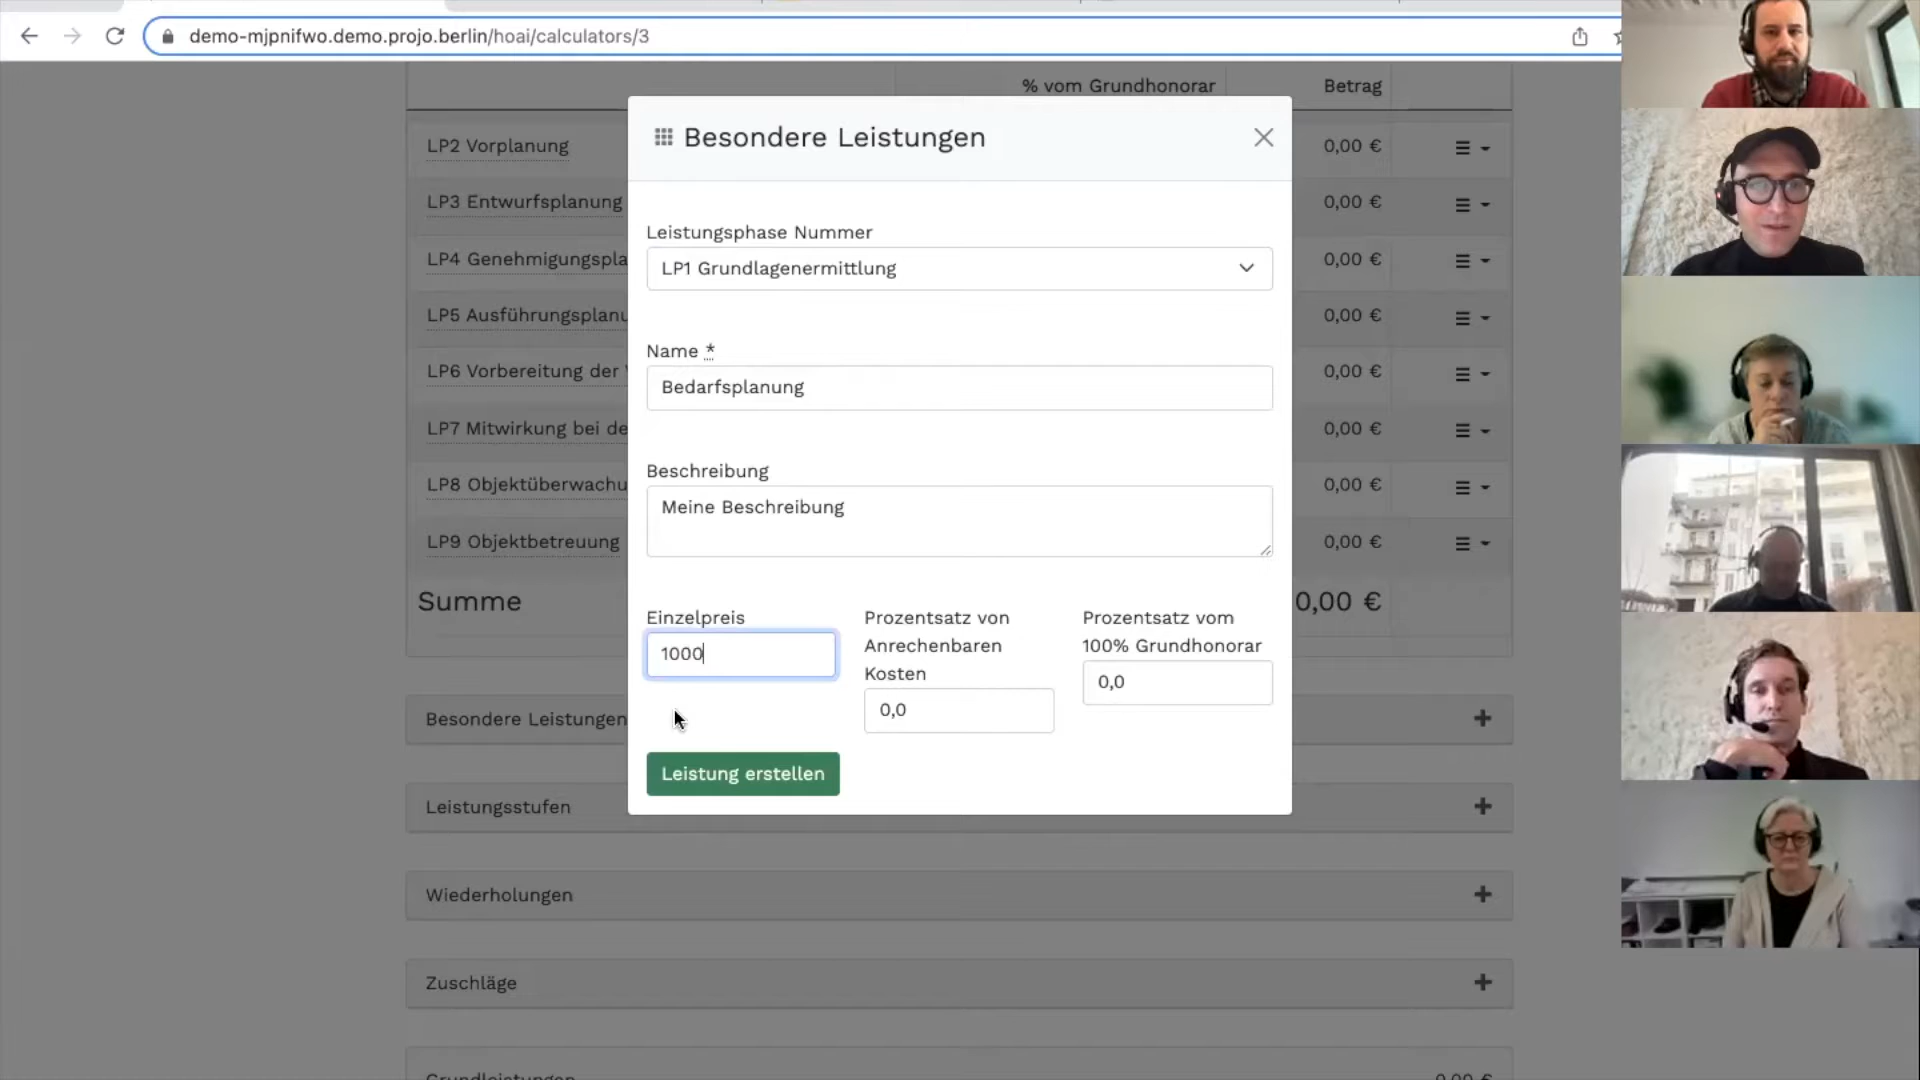 demo-mjpnifwo.demo.projo.berlin/hoai/calculators/3
% vom Grundhonorar
Betrag
Besondere Leistungen
LP2 Vorplanung
0,00 €
LP3 Entwurfsplanung
0,00 €
Leistungsphase Nummer
LP4 Genehmigungspla
LP1 Grundlagenermittlung
0,00 €
LP5 Ausführungsplanu
0,00 €
Name *
LP6 Vorbereitung der
Bedarfsplanung
0,00 €
LP7 Mitwirkung bei de
0,00 €
Beschreibung
LP8 Objektüberwachu
Meine Beschreibung
0,00 €
LP9 Objektbetreuung
0,00 €
Summe
0,00 €
Einzelpreis
1000
Prozentsatz von
Anrechenbaren
Kosten
0,0
Prozentsatz vom
100% Grundhonorar
0,0
Besondere Leistungen
Leistung erstellen
Leistungsstufen
Wiederholungen
Zuschläge
Grundleistungen
0,00 €